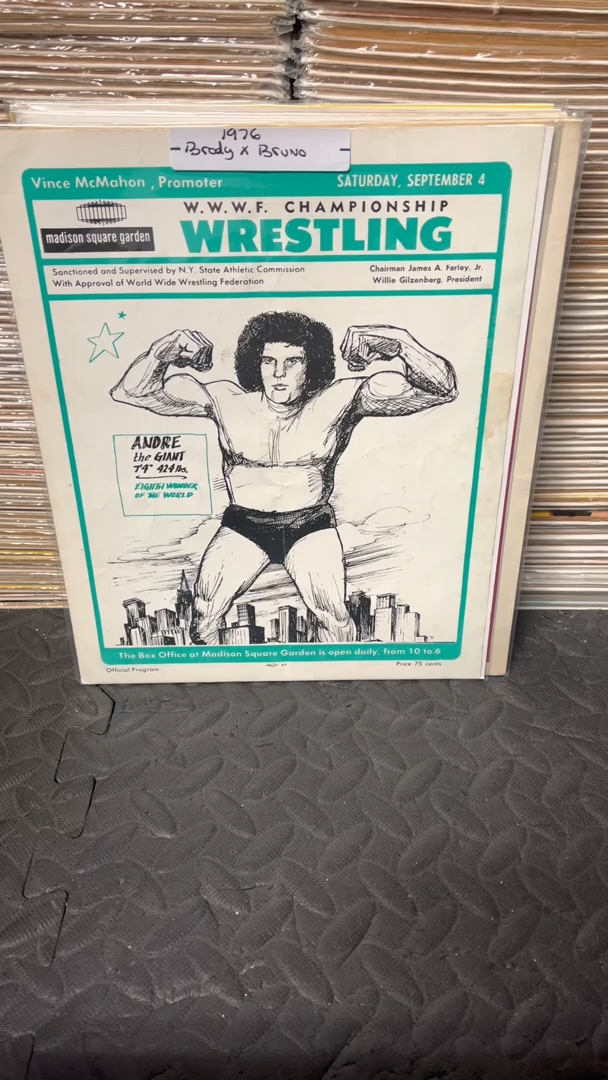 1976
- Brody x Bruno -
Vince McMahon , Promoter
SATURDAY, SEPTEMBER 4
madison square garden
W.W.W.F. CHAMPIONSHIP
WRESTLING
Sanctioned and Supervised by N.Y. State Athletic Commission
With Approval of World Wide Wrestling Federation
Chairman James A. Farley, Jr.
Willie Gilzenberg, President
ANDRE
the GIANT
7'4" 424 lbs.
EIGHTH WONDER
OF THE WORLD
The Box Office at Madison Square Garden is open daily, from 10 to 6
Official Program
Price 75 cents